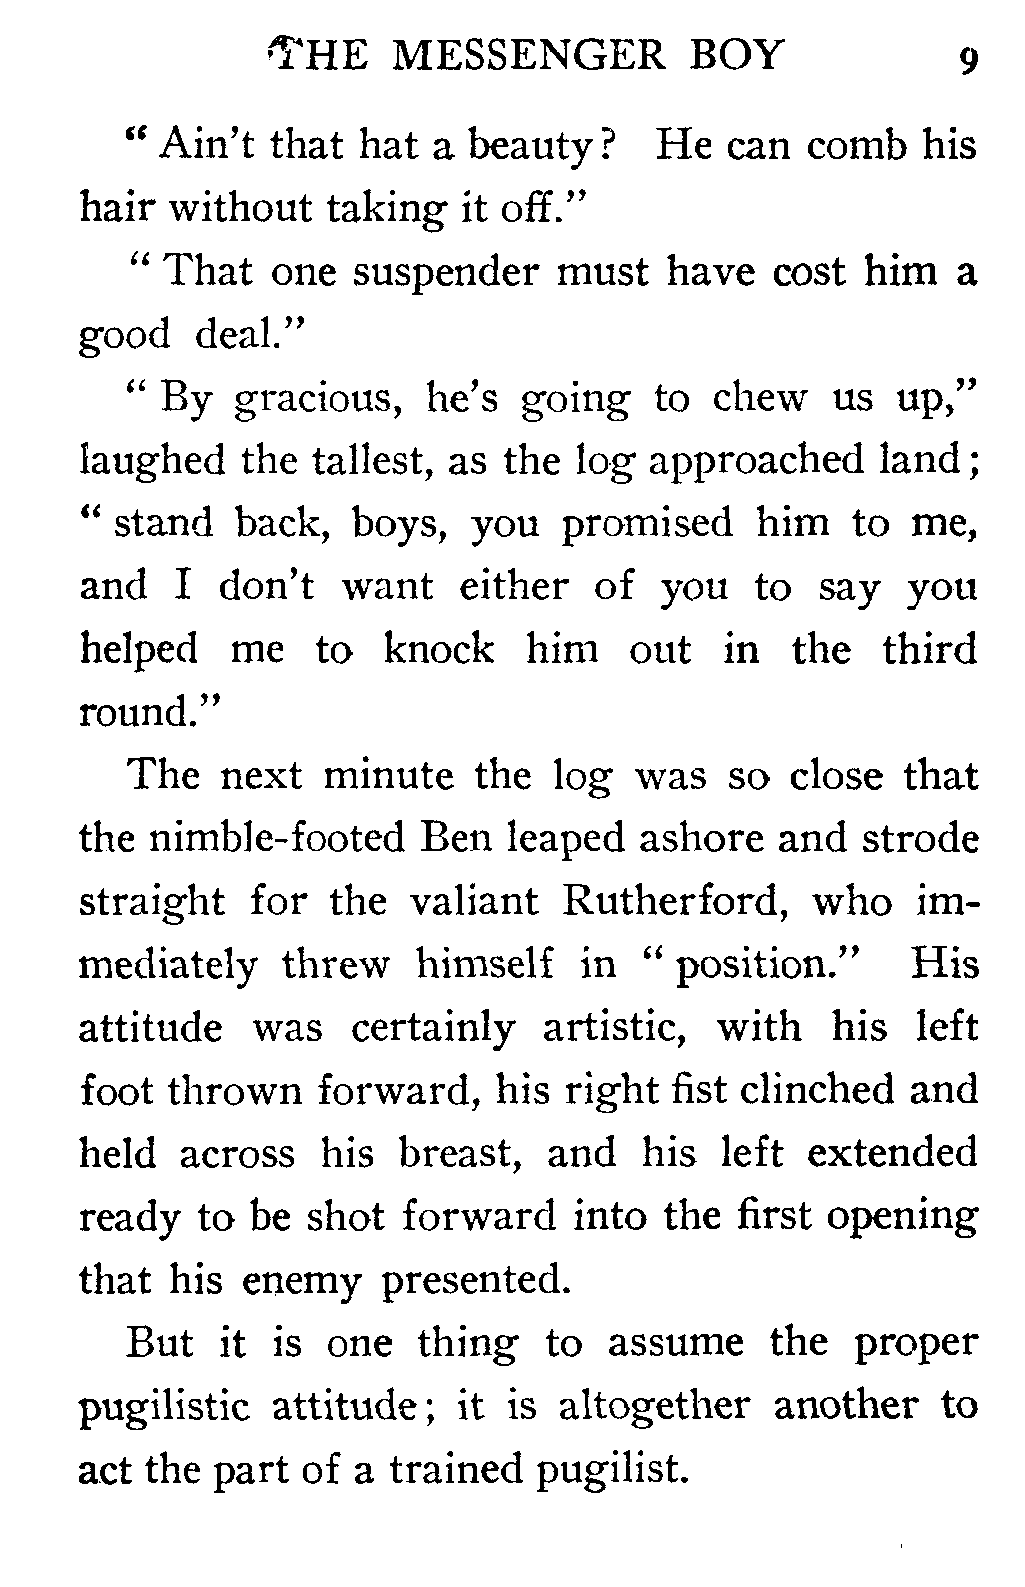 THE MESSENGER BOY 9
“ Ain’t that hat a beauty? He can comb his
hair without taking it off.”
“ That one suspender must have cost him a
good deal.”
“ By gracious, he’s going to chew us up,”
laughed the tallest, as the log approached land;
“ stand back, boys, you promised him to me,
and I don’t want either of you to say you
helped me to knock him out in the third
round.”
The next minute the log was so close that
the nimble-footed Ben leaped ashore and strode
straight for the valiant Rutherford, who im-
mediately threw himself in “ position.” His
attitude was certainly artistic, with his left
foot thrown forward, his right fist clinched and
held across his breast, and his left extended
ready to be shot forward into the first opening
that his enemy presented.
But it is one thing to assume the proper
pugilistic attitude; it is altogether another to
act the part of a trained pugilist.